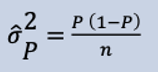 σ̂²_P = P (1−P) / n